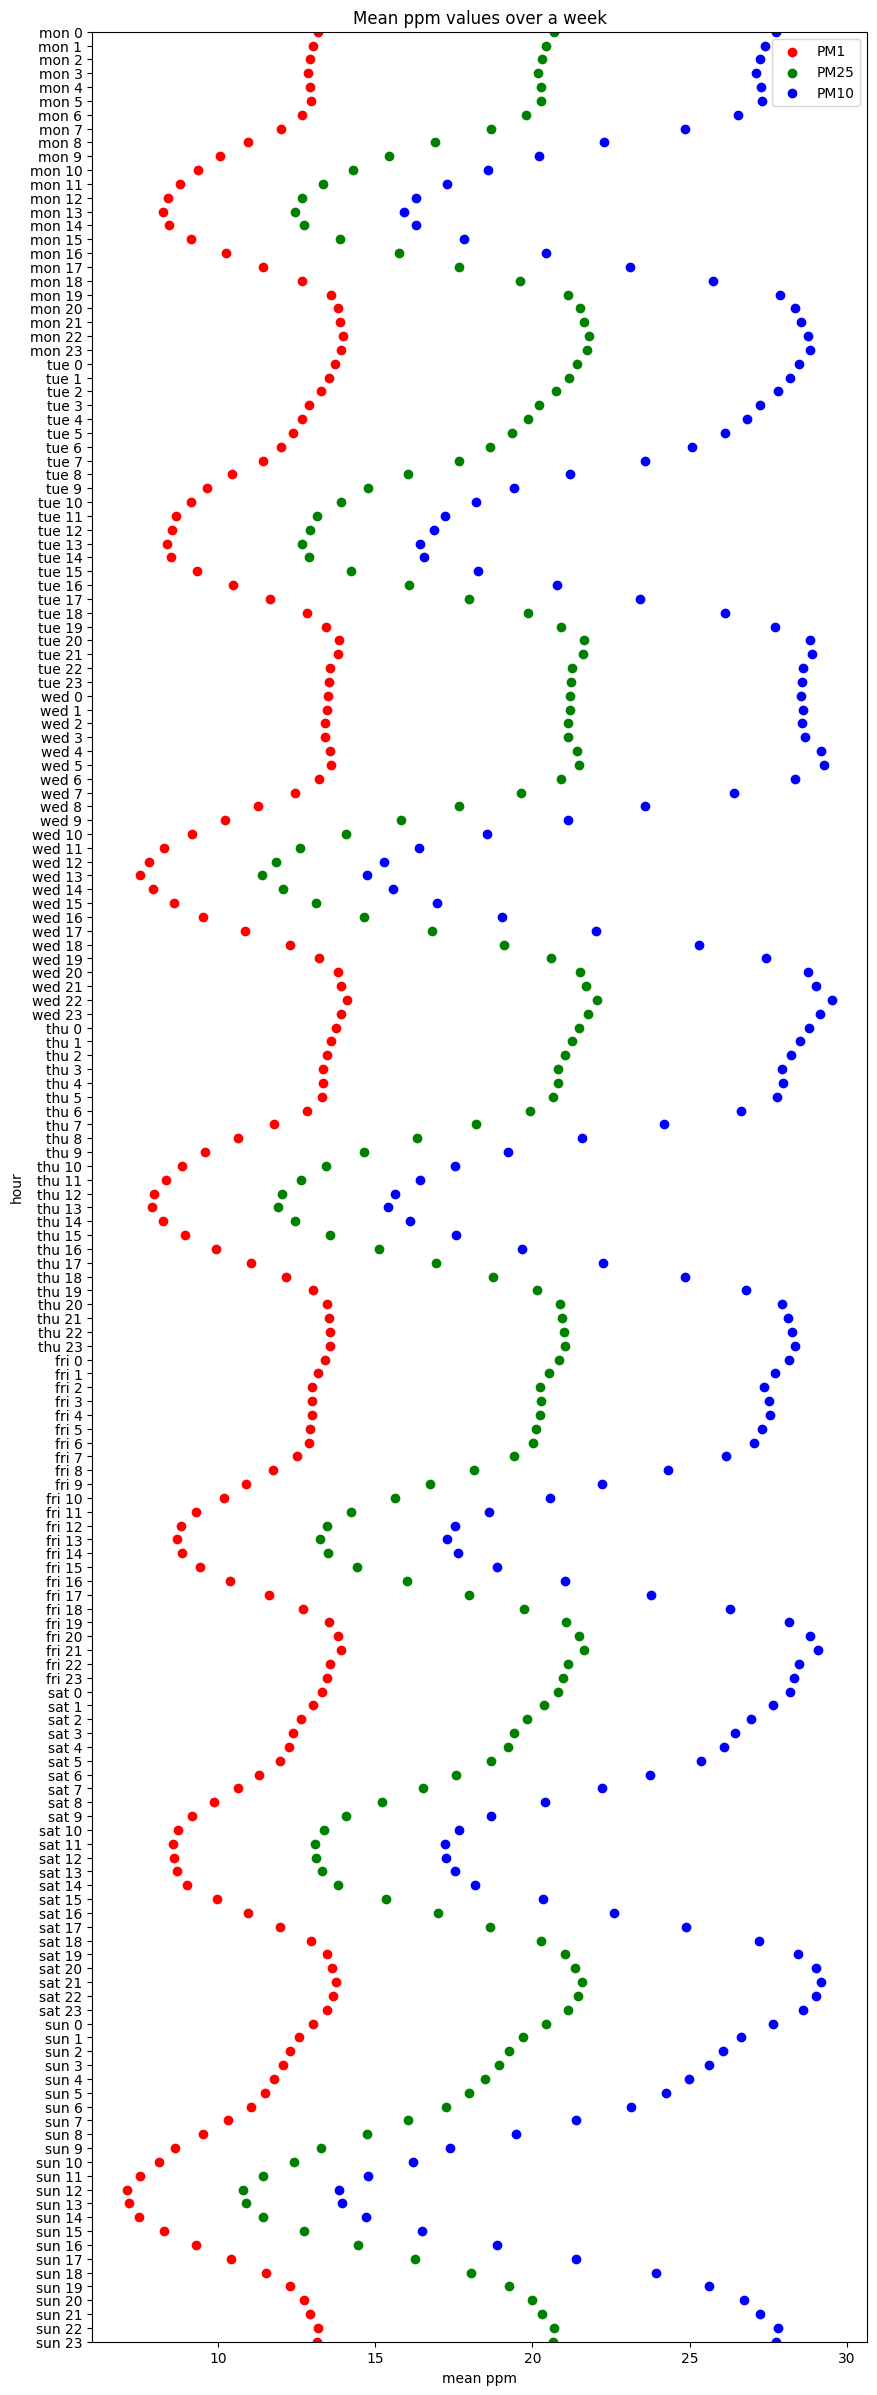 Mean ppm values over a week
PM1
PM25
PM10
mon 0
mon 1
mon 2
mon 3
mon 4
mon 5
mon 6
mon 7
mon 8
mon 9
mon 10
mon 11
mon 12
mon 13
mon 14
mon 15
mon 16
mon 17
mon 18
mon 19
mon 20
mon 21
mon 22
mon 23
tue 0
tue 1
tue 2
tue 3
tue 4
tue 5
tue 6
tue 7
tue 8
tue 9
tue 10
tue 11
tue 12
tue 13
tue 14
tue 15
tue 16
tue 17
tue 18
tue 19
tue 20
tue 21
tue 22
tue 23
wed 0
wed 1
wed 2
wed 3
wed 4
wed 5
wed 6
wed 7
wed 8
wed 9
wed 10
wed 11
wed 12
wed 13
wed 14
wed 15
wed 16
wed 17
wed 18
wed 19
wed 20
wed 21
wed 22
wed 23
thu 0
thu 1
thu 2
thu 3
thu 4
thu 5
thu 6
thu 7
thu 8
thu 9
thu 10
thu 11
thu 12
thu 13
thu 14
thu 15
thu 16
thu 17
thu 18
thu 19
thu 20
thu 21
thu 22
thu 23
fri 0
fri 1
fri 2
fri 3
fri 4
fri 5
fri 6
fri 7
fri 8
fri 9
fri 10
fri 11
fri 12
fri 13
fri 14
fri 15
fri 16
fri 17
fri 18
fri 19
fri 20
fri 21
fri 22
fri 23
sat 0
sat 1
sat 2
sat 3
sat 4
sat 5
sat 6
sat 7
sat 8
sat 9
sat 10
sat 11
sat 12
sat 13
sat 14
sat 15
sat 16
sat 17
sat 18
sat 19
sat 20
sat 21
sat 22
sat 23
sun 0
sun 1
sun 2
sun 3
sun 4
sun 5
sun 6
sun 7
sun 8
sun 9
sun 10
sun 11
sun 12
sun 13
sun 14
sun 15
sun 16
sun 17
sun 18
sun 19
sun 20
sun 21
sun 22
sun 23
hour
10 15 20 25 30
mean ppm